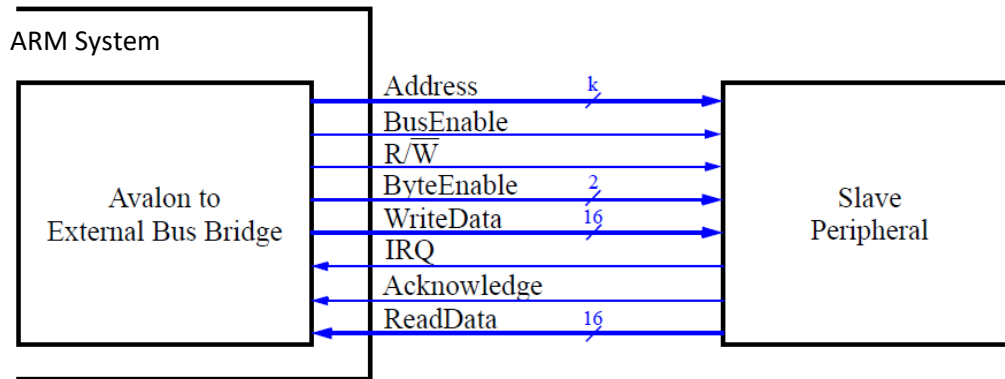 ARM System
Avalon to
External Bus Bridge
Address k
BusEnable
R/W̅
ByteEnable 2
WriteData 16
IRQ
Acknowledge
ReadData 16
Slave
Peripheral